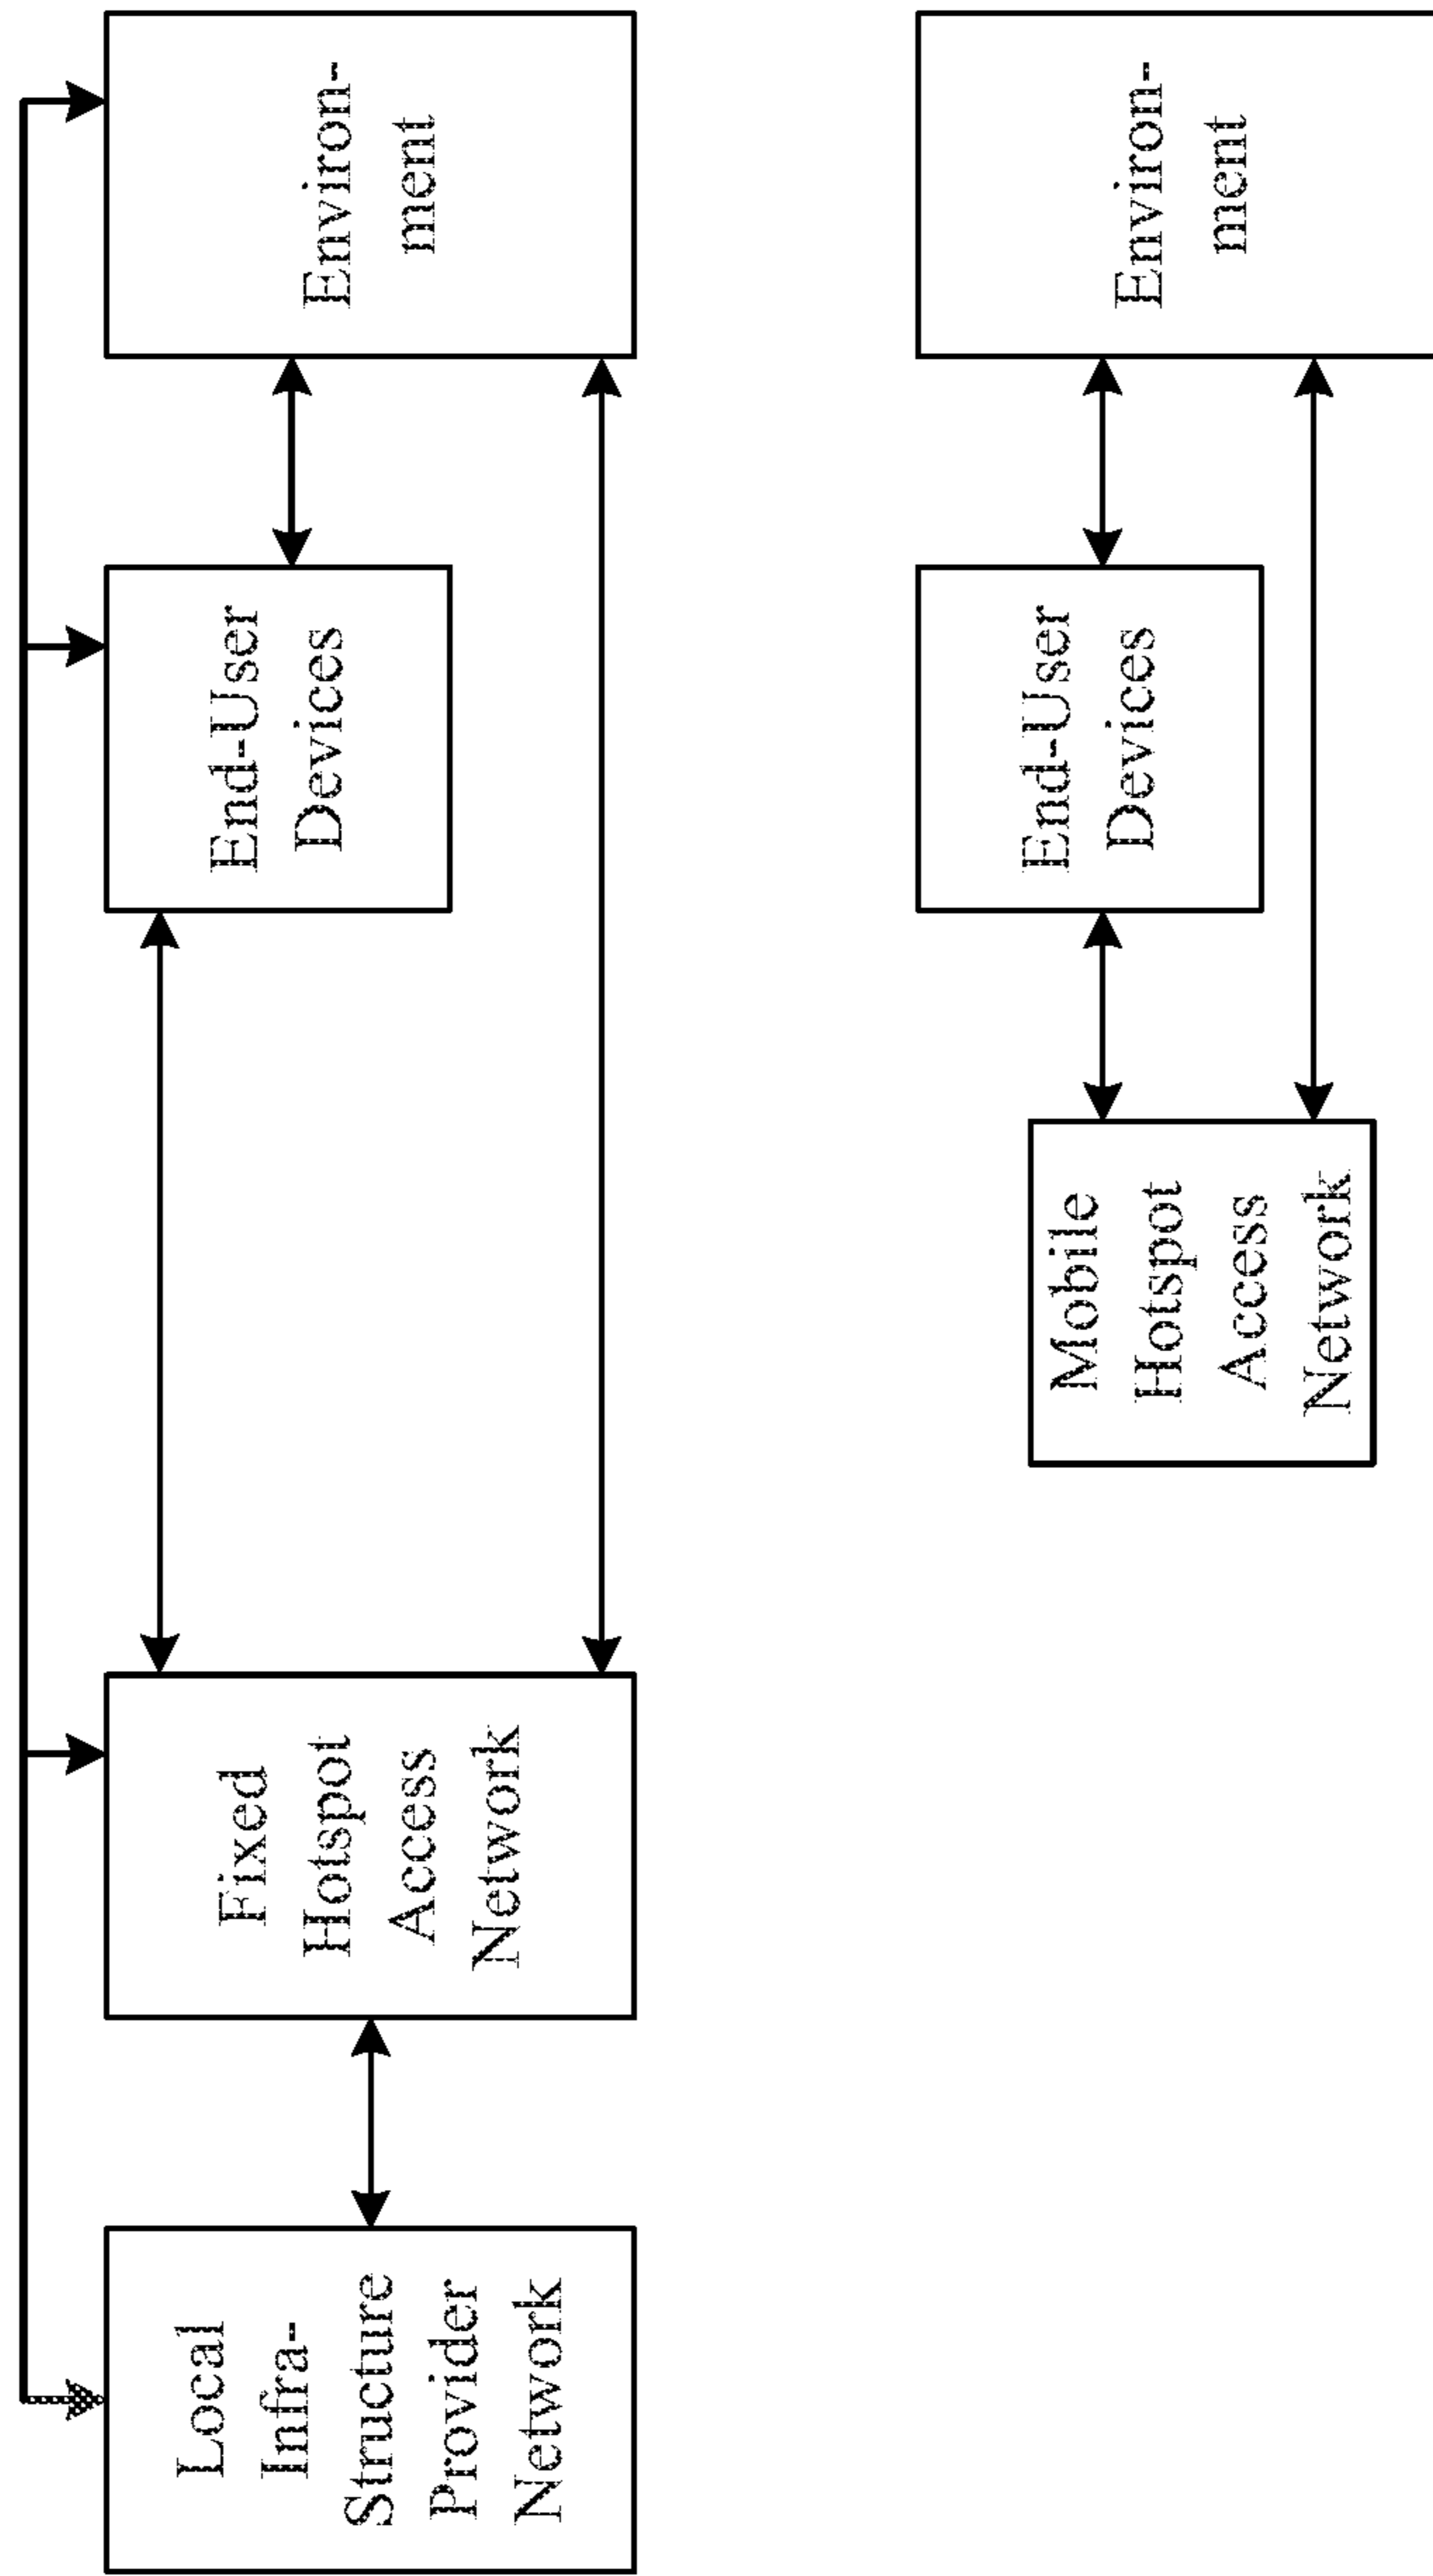 Local
Infra-
Structure
Provider
Network
Fixed
Hotspot
Access
Network
End-User
Devices
Environ-
ment
Mobile
Hotspot
Access
Network
End-User
Devices
Environ-
ment